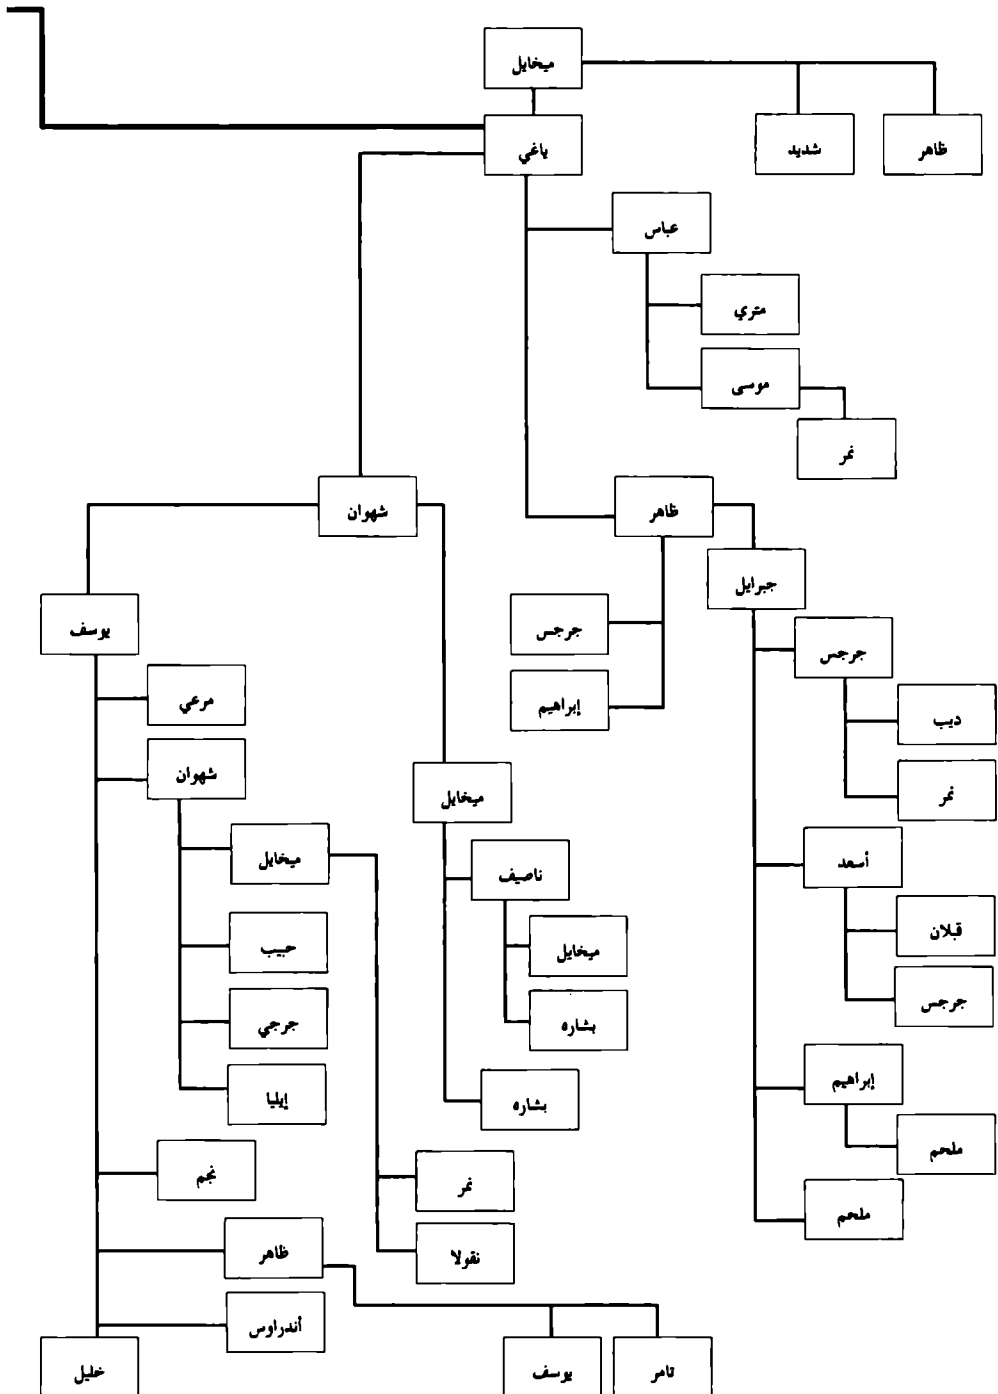 ميخايل
ظاهر
شديد
ياغي
عباس
متري
موسى
نمر
ظاهر
شهوان
جبرايل
جرجس
يوسف
جرجس
إبراهيم
مرعي
ديب
شهوان
نمر
ميخايل
ميخايل
أسعد
ناصيف
قبلان
ميخايل
حبيب
جرجس
بشاره
جرجي
إبراهيم
إيليا
بشاره
ملحم
نجم
نمر
ملحم
ظاهر
نقولا
أندراوس
تامر
يوسف
خليل